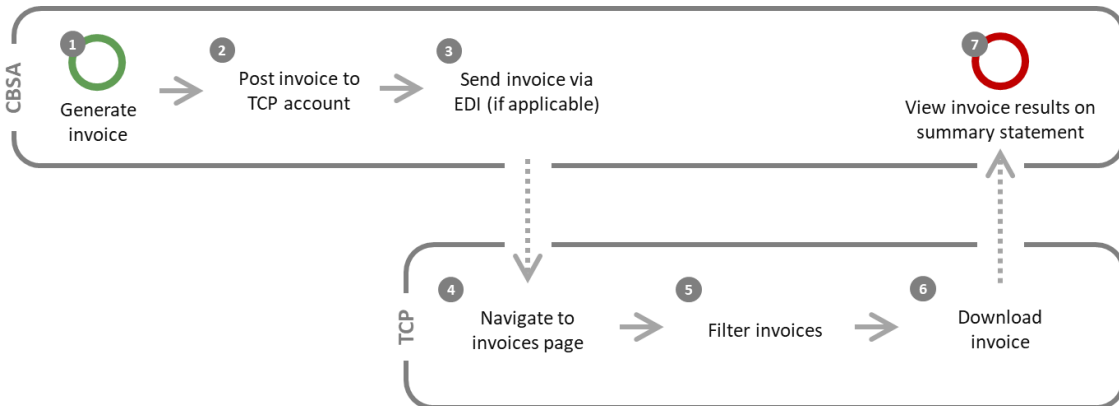 CBSA
1
Generate
invoice
2
Post invoice to
TCP account
3
Send invoice via
EDI (if applicable)
7
View invoice results on
summary statement
TCP
4
Navigate to
invoices page
5
Filter invoices
6
Download
invoice